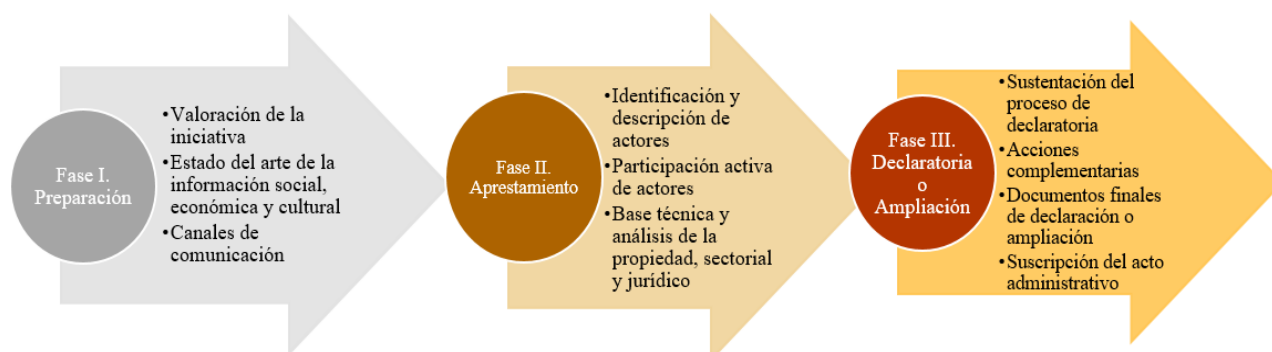 Fase I.
Preparación
•Valoración de la
iniciativa
•Estado del arte de la
información social,
económica y cultural
•Canales de
comunicación
Fase II.
Aprestamiento
•Identificación y
descripción de
actores
•Participación activa
de actores
•Base técnica y
análisis de la
propiedad, sectorial
y jurídico
Fase III.
Declaratoria
o
Ampliación
•Sustentación del
proceso de
declaratoria
•Acciones
complementarias
•Documentos finales
de declaración o
ampliación
•Suscripción del acto
administrativo